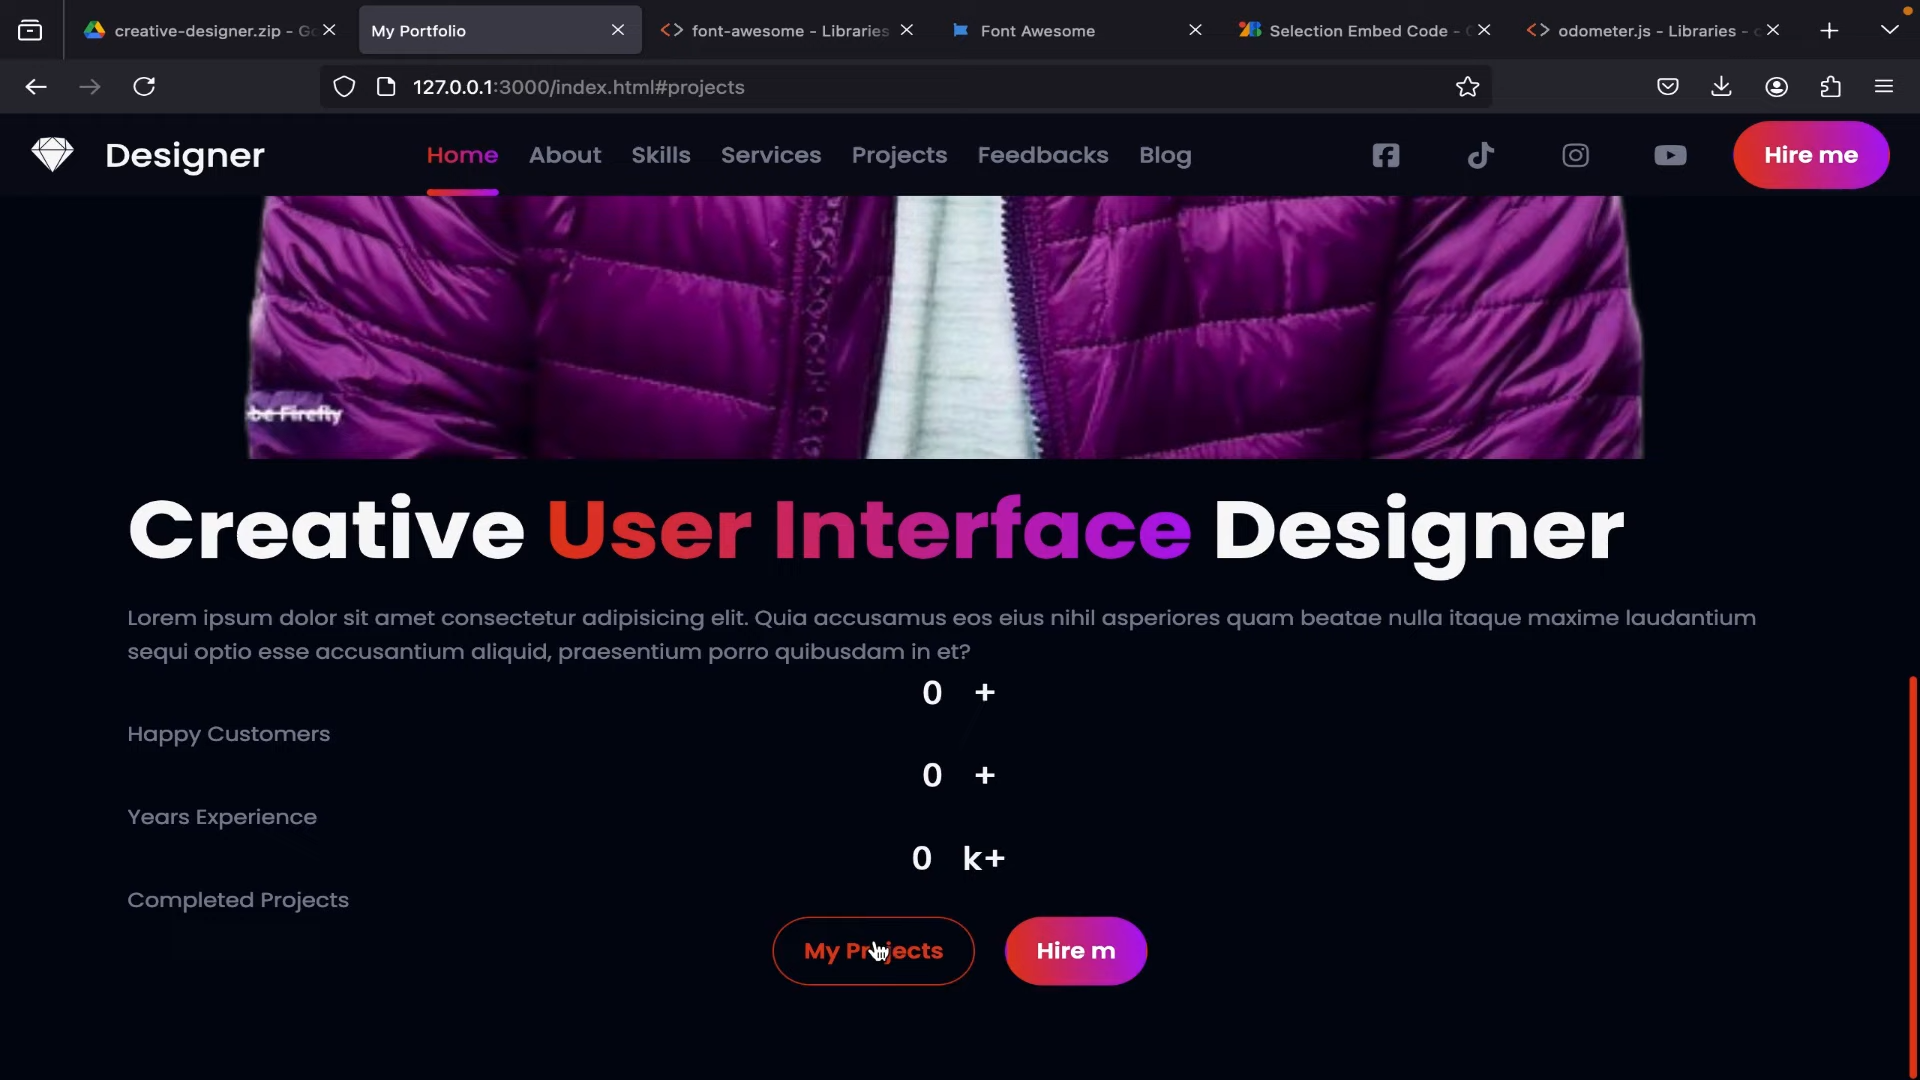 creative-designer.zip - Go
My Portfolio
font-awesome - Libraries
Font Awesome
Selection Embed Code -
odometer.js - Libraries -
127.0.0.1:3000/index.html#projects
Designer
Home
About
Skills
Services
Projects
Feedbacks
Blog
Hire me
be Firefly
Creative User Interface Designer
Lorem ipsum dolor sit amet consectetur adipisicing elit. Quia accusamus eos eius nihil asperiores quam beatae nulla itaque maxime laudantium
sequi optio esse accusantium aliquid, praesentium porro quibusdam in et?
0 +
Happy Customers
0 +
Years Experience
0 k+
Completed Projects
My Projects
Hire m